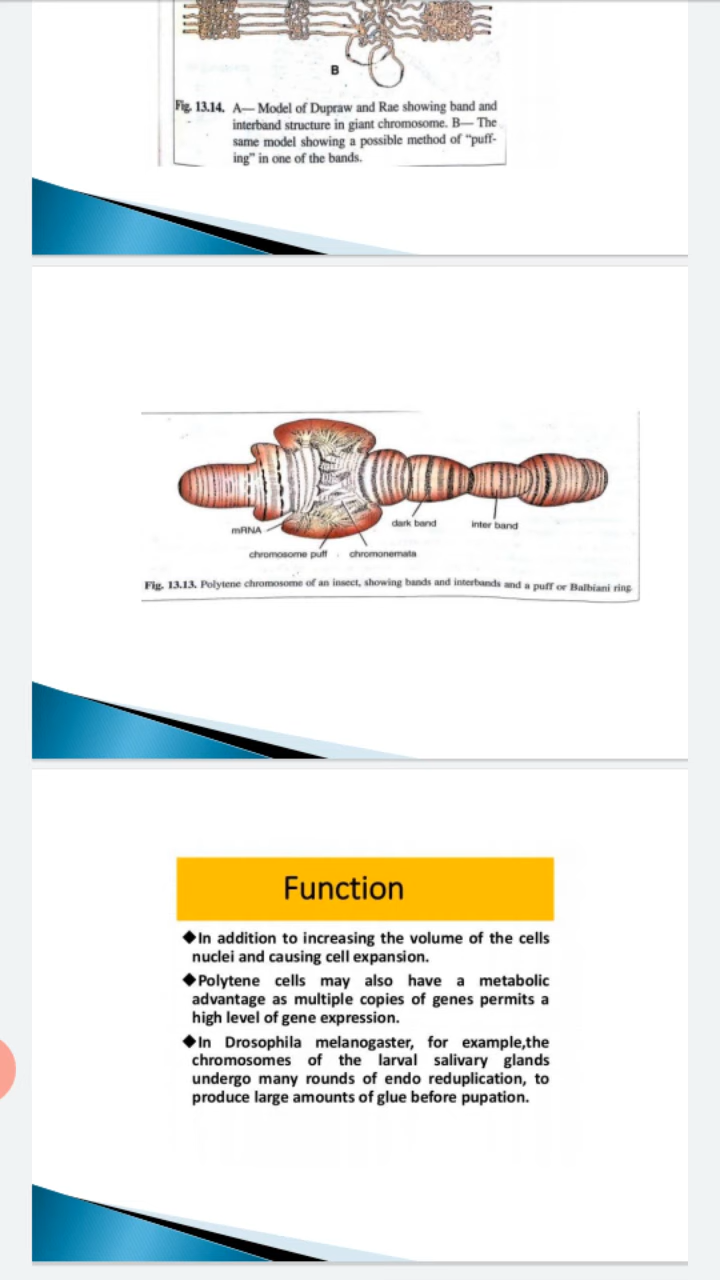 B
Fig. 13.14. A— Model of Dupraw and Rae showing band and
interband structure in giant chromosome. B— The
same model showing a possible method of “puff-
ing” in one of the bands.
mRNA
dark band
inter band
chromosome puff
chromonemata
Fig. 13.13. Polytene chromosome of an insect, showing bands and interbands and a puff or Balbiani ring.
Function
◆In addition to increasing the volume of the cells
nuclei and causing cell expansion.
◆Polytene cells may also have a metabolic
advantage as multiple copies of genes permits a
high level of gene expression.
◆In Drosophila melanogaster, for example,the
chromosomes of the larval salivary glands
undergo many rounds of endo reduplication, to
produce large amounts of glue before pupation.